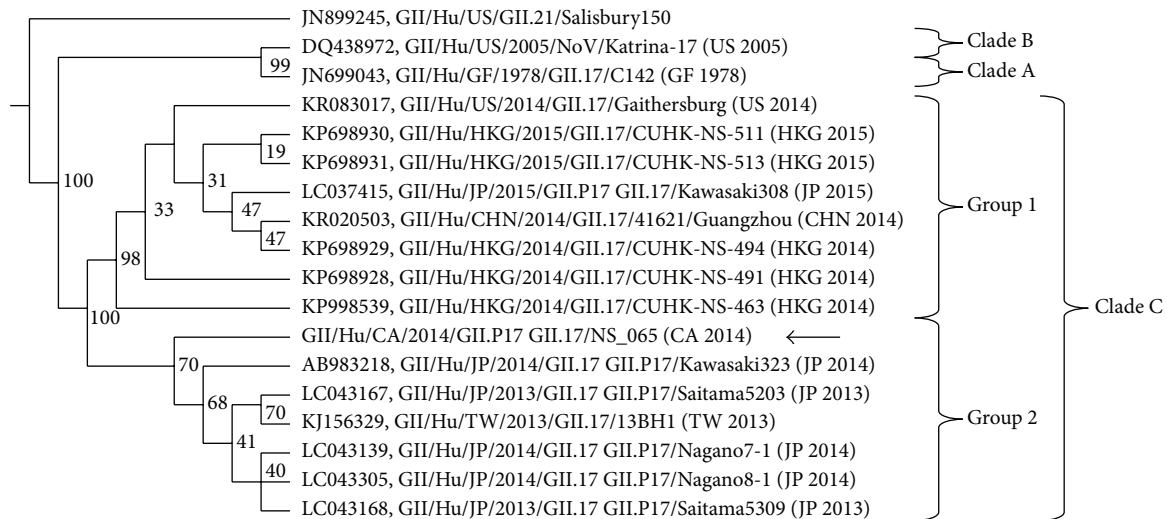 JN899245, GII/Hu/US/GII.21/Salisbury150
DQ438972, GII/Hu/US/2005/NoV/Katrina-17 (US 2005)
Clade B
99
JN699043, GII/Hu/GF/1978/GII.17/C142 (GF 1978)
Clade A
KR083017, GII/Hu/US/2014/GII.17/Gaithersburg (US 2014)
KP698930, GII/Hu/HKG/2015/GII.17/CUHK-NS-511 (HKG 2015)
19
KP698931, GII/Hu/HKG/2015/GII.17/CUHK-NS-513 (HKG 2015)
100
31
LC037415, GII/Hu/JP/2015/GII.P17 GII.17/Kawasaki308 (JP 2015)
33
47
Group 1
KR020503, GII/Hu/CHN/2014/GII.17/41621/Guangzhou (CHN 2014)
47
KP698929, GII/Hu/HKG/2014/GII.17/CUHK-NS-494 (HKG 2014)
98
KP698928, GII/Hu/HKG/2014/GII.17/CUHK-NS-491 (HKG 2014)
KP998539, GII/Hu/HKG/2014/GII.17/CUHK-NS-463 (HKG 2014)
Clade C
100
GII/Hu/CA/2014/GII.P17 GII.17/NS_065 (CA 2014)
70
AB983218, GII/Hu/JP/2014/GII.17 GII.P17/Kawasaki323 (JP 2014)
LC043167, GII/Hu/JP/2013/GII.17 GII.P17/Saitama5203 (JP 2013)
68
70
Group 2
KJ156329, GII/Hu/TW/2013/GII.17/13BH1 (TW 2013)
41
LC043139, GII/Hu/JP/2014/GII.17 GII.P17/Nagano7-1 (JP 2014)
40
LC043305, GII/Hu/JP/2014/GII.17 GII.P17/Nagano8-1 (JP 2014)
LC043168, GII/Hu/JP/2013/GII.17 GII.P17/Saitama5309 (JP 2013)